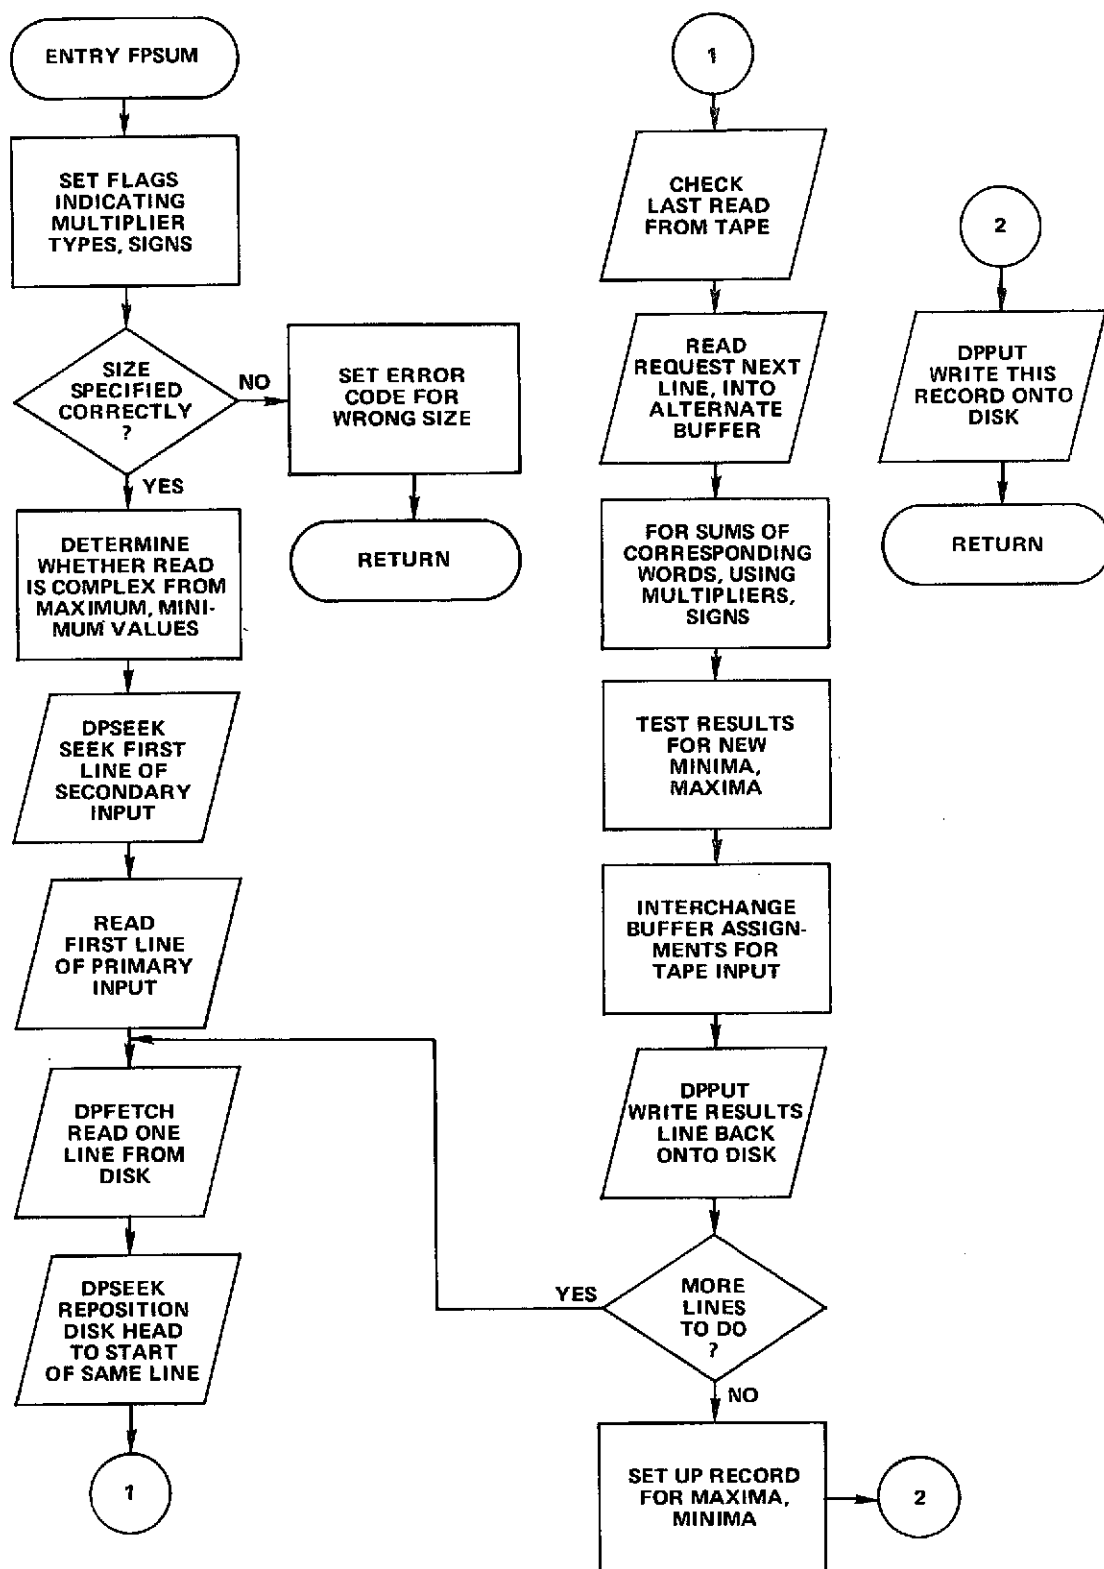 ENTRY FPSUM
SET FLAGS
INDICATING
MULTIPLIER
TYPES, SIGNS
SIZE
SPECIFIED
CORRECTLY
?
NO
YES
SET ERROR
CODE FOR
WRONG SIZE
RETURN
DETERMINE
WHETHER READ
IS COMPLEX FROM
MAXIMUM, MINI-
MUM VALUES
DPSEEK
SEEK FIRST
LINE OF
SECONDARY
INPUT
READ
FIRST LINE
OF PRIMARY
INPUT
DPFETCH
READ ONE
LINE FROM
DISK
DPSEEK
REPOSITION
DISK HEAD
TO START
OF SAME LINE
1
1
CHECK
LAST READ
FROM TAPE
READ
REQUEST NEXT
LINE, INTO
ALTERNATE
BUFFER
FOR SUMS OF
CORRESPONDING
WORDS, USING
MULTIPLIERS,
SIGNS
TEST RESULTS
FOR NEW
MINIMA,
MAXIMA
INTERCHANGE
BUFFER ASSIGN-
MENTS FOR
TAPE INPUT
DPPUT
WRITE RESULTS
LINE BACK
ONTO DISK
MORE
LINES
TO DO
?
YES
NO
SET UP RECORD
FOR MAXIMA,
MINIMA
2
2
DPPUT
WRITE THIS
RECORD ONTO
DISK
RETURN